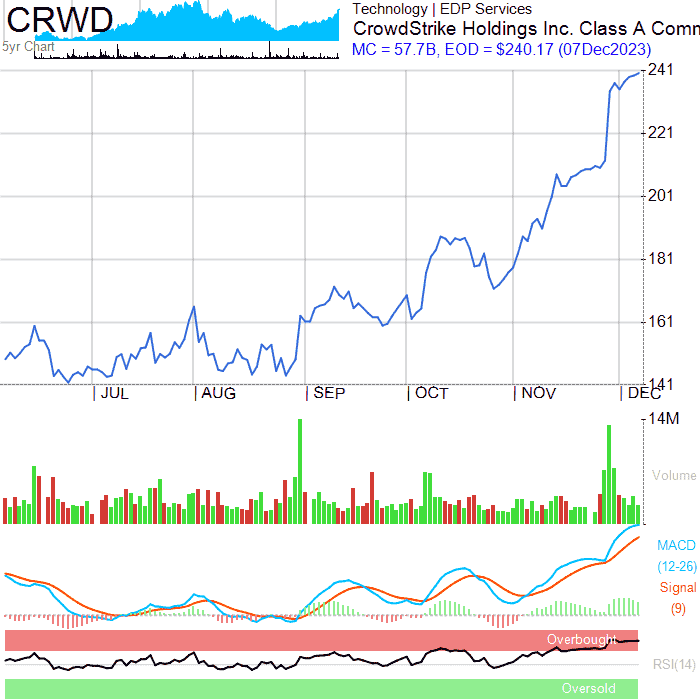 CRWD
5yr Chart
Technology | EDP Services
CrowdStrike Holdings Inc. Class A Comm
MC = 57.7B, EOD = $240.17 (07Dec2023)
241
221
201
181
161
141
JUL AUG SEP OCT NOV DEC
14M
Volume
MACD
(12-26)
Signal
(9)
Overbought
RSI(14)
Oversold